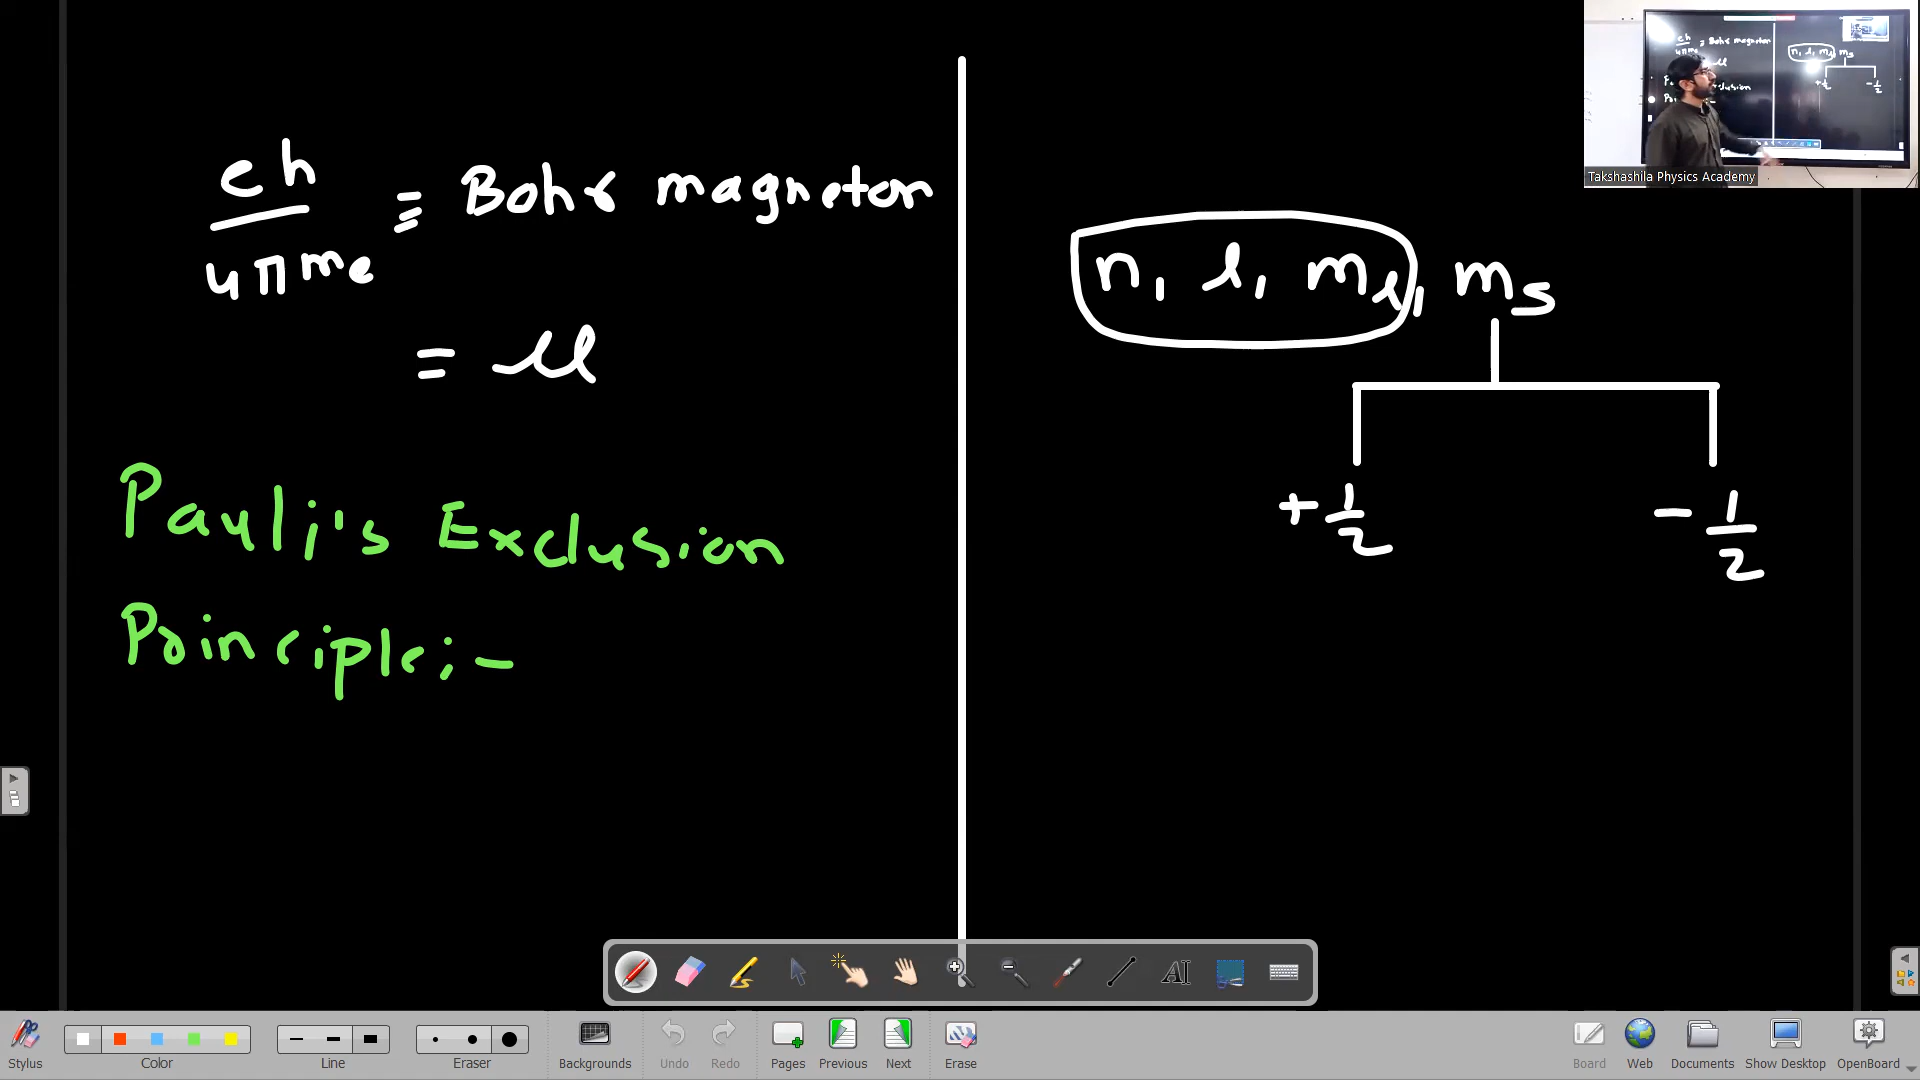 eh/4πme ≡ Bohr magneton
= μ
Pauli's Exclusion
Principle:-
n, l, ml, ms
+1/2 -1/2
Takshashila Physics Academy
Stylus Color Line Eraser Backgrounds Undo Redo Pages Previous Next Erase Board Web Documents Show Desktop OpenBoard